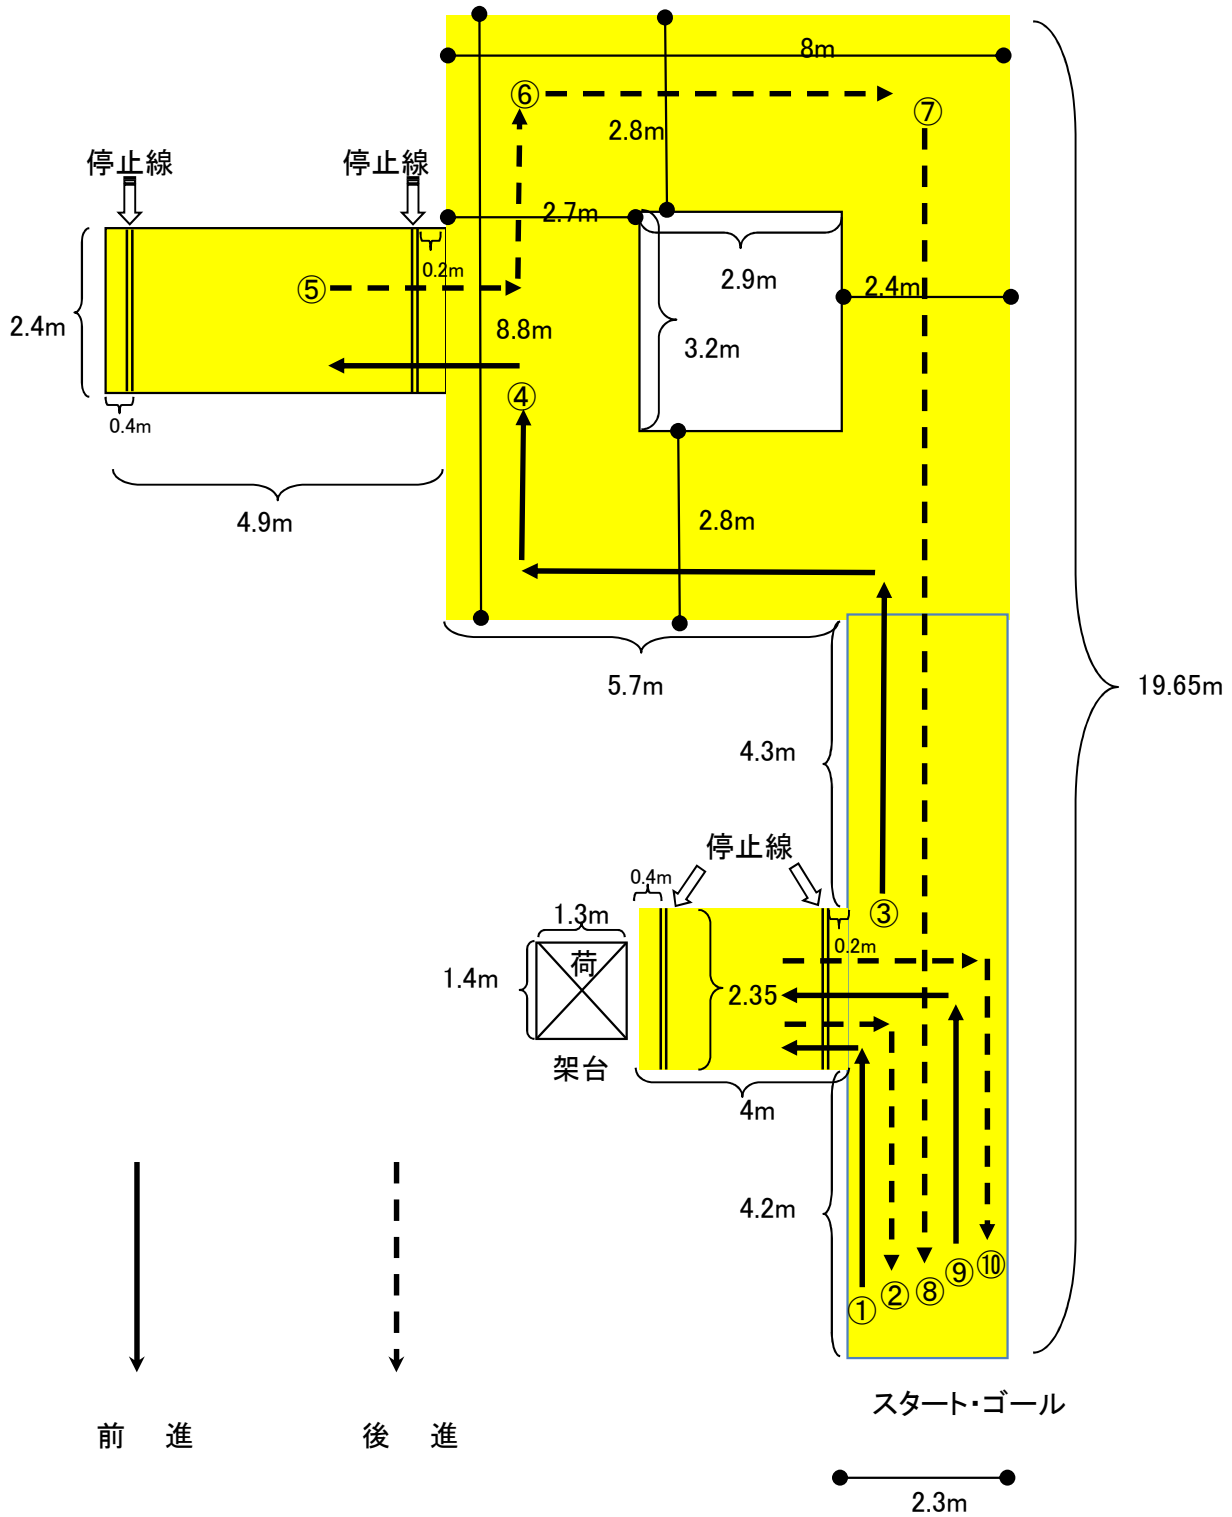 8m
⑥
⑦
2.8m
停止線
停止線
2.7m
0.2m
2.9m
⑤
2.4m
2.4m
8.8m
3.2m
④
0.4m
4.9m
2.8m
5.7m
19.65m
4.3m
停止線
0.4m
③
1.3m
0.2m
荷
1.4m
2.35
架台
4m
4.2m
⑨
⑩
②
⑧
①
スタート・ゴール
前 進
後 進
2.3m